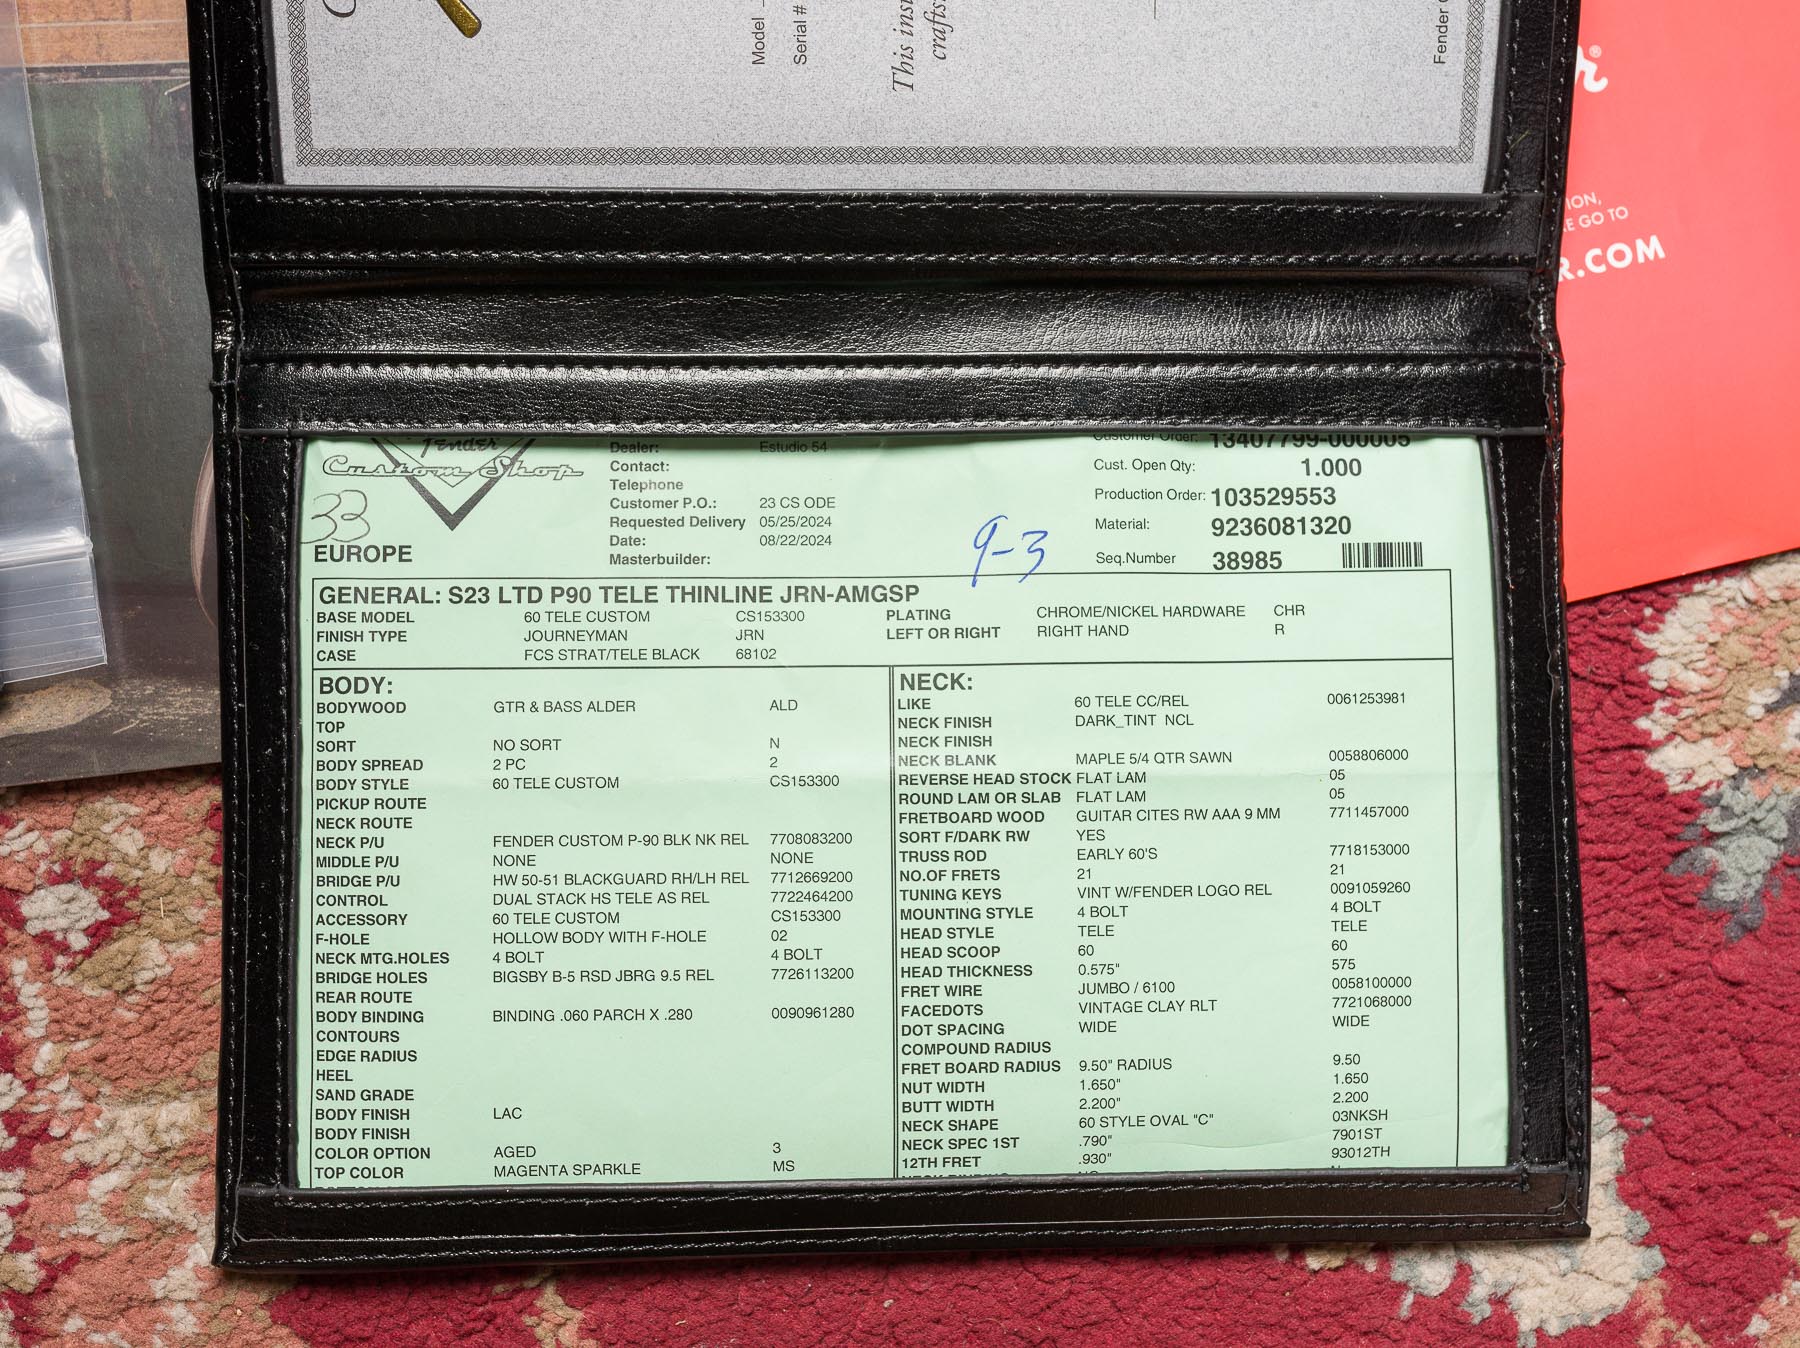 Model
Serial #
This
crafts
Fender
ION,
E GO TO
R.COM
Fender
Custom Shop
33
EUROPE
Dealer: Estudio 54
Contact:
Telephone
Customer P.O.: 23 CS ODE
Requested Delivery 05/25/2024
Date: 08/22/2024
Masterbuilder:
9-3
Customer Order: 13407799-000005
Cust. Open Qty: 1.000
Production Order: 103529553
Material: 9236081320
Seq.Number 38985
GENERAL: S23 LTD P90 TELE THINLINE JRN-AMGSP
BASE MODEL 60 TELE CUSTOM CS153300 PLATING CHROME/NICKEL HARDWARE CHR
FINISH TYPE JOURNEYMAN JRN LEFT OR RIGHT RIGHT HAND R
CASE FCS STRAT/TELE BLACK 68102
BODY:
BODYWOOD GTR & BASS ALDER ALD
TOP
SORT NO SORT N
BODY SPREAD 2 PC 2
BODY STYLE 60 TELE CUSTOM CS153300
PICKUP ROUTE
NECK ROUTE
NECK P/U FENDER CUSTOM P-90 BLK NK REL 7708083200
MIDDLE P/U NONE NONE
BRIDGE P/U HW 50-51 BLACKGUARD RH/LH REL 7712669200
CONTROL DUAL STACK HS TELE AS REL 7722464200
ACCESSORY 60 TELE CUSTOM CS153300
F-HOLE HOLLOW BODY WITH F-HOLE 02
NECK MTG.HOLES 4 BOLT 4 BOLT
BRIDGE HOLES BIGSBY B-5 RSD JBRG 9.5 REL 7726113200
REAR ROUTE
BODY BINDING BINDING .060 PARCH X .280 0090961280
CONTOURS
EDGE RADIUS
HEEL
SAND GRADE
BODY FINISH LAC
BODY FINISH
COLOR OPTION AGED 3
TOP COLOR MAGENTA SPARKLE MS
NECK:
LIKE 60 TELE CC/REL 0061253981
NECK FINISH DARK_TINT NCL
NECK FINISH
NECK BLANK MAPLE 5/4 QTR SAWN 0058806000
REVERSE HEAD STOCK FLAT LAM 05
ROUND LAM OR SLAB FLAT LAM 05
FRETBOARD WOOD GUITAR CITES RW AAA 9 MM 7711457000
SORT F/DARK RW YES
TRUSS ROD EARLY 60'S 7718153000
NO.OF FRETS 21 21
TUNING KEYS VINT W/FENDER LOGO REL 0091059260
MOUNTING STYLE 4 BOLT 4 BOLT
HEAD STYLE TELE TELE
HEAD SCOOP 60 60
HEAD THICKNESS 0.575" 575
FRET WIRE JUMBO / 6100 0058100000
FACEDOTS VINTAGE CLAY RLT 7721068000
DOT SPACING WIDE WIDE
COMPOUND RADIUS
FRET BOARD RADIUS 9.50" RADIUS 9.50
NUT WIDTH 1.650" 1.650
BUTT WIDTH 2.200" 2.200
NECK SHAPE 60 STYLE OVAL "C" 03NKSH
NECK SPEC 1ST .790" 7901ST
12TH FRET .930" 93012TH